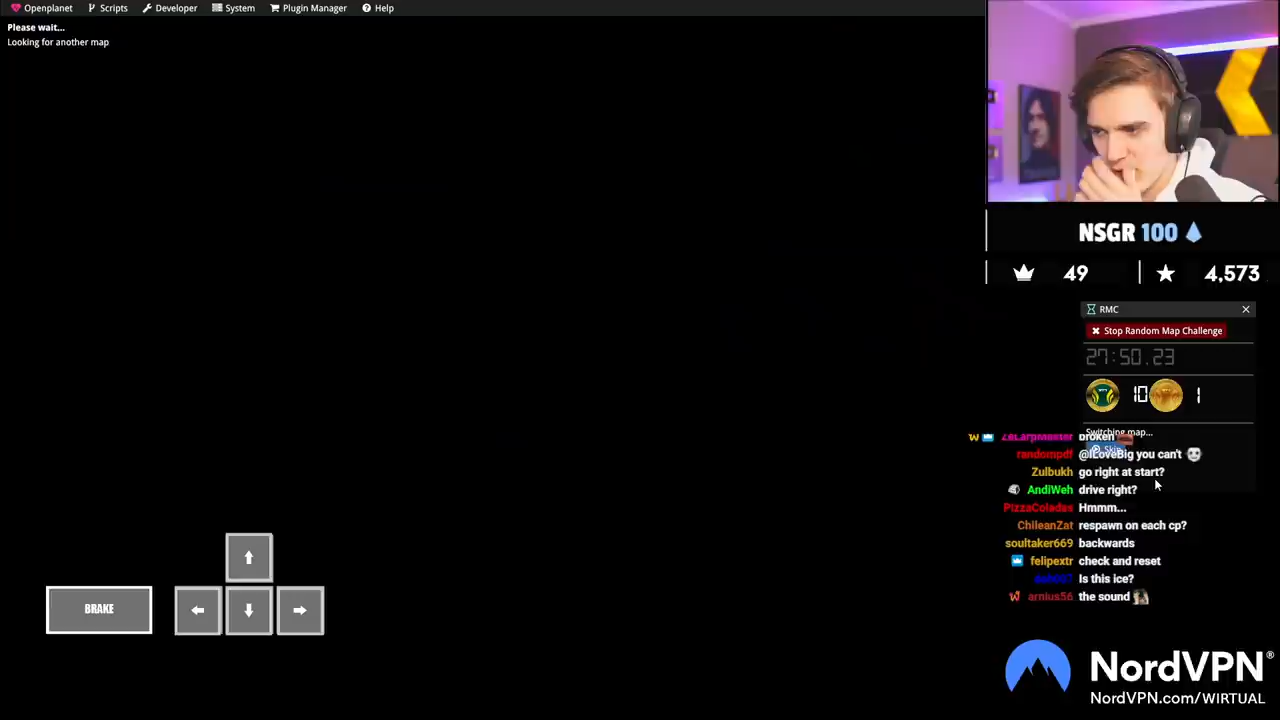 Openplanet Scripts Developer System Plugin Manager Help
Please wait...
Looking for another map
NSGR 100
49 4,573
RMC
Stop Random Map Challenge
27:50.23
10 1
Switching map...
Skip
broken
randompdf @ILoveBig you can't
Zulbukh go right at start?
AndiWeh drive right?
PizzaColadas Hmmm...
ChileanZat respawn on each cp?
soultaker669 backwards
felipextr check and reset
Is this ice?
arnius56 the sound
BRAKE
NordVPN®
NordVPN.com/WIRTUAL